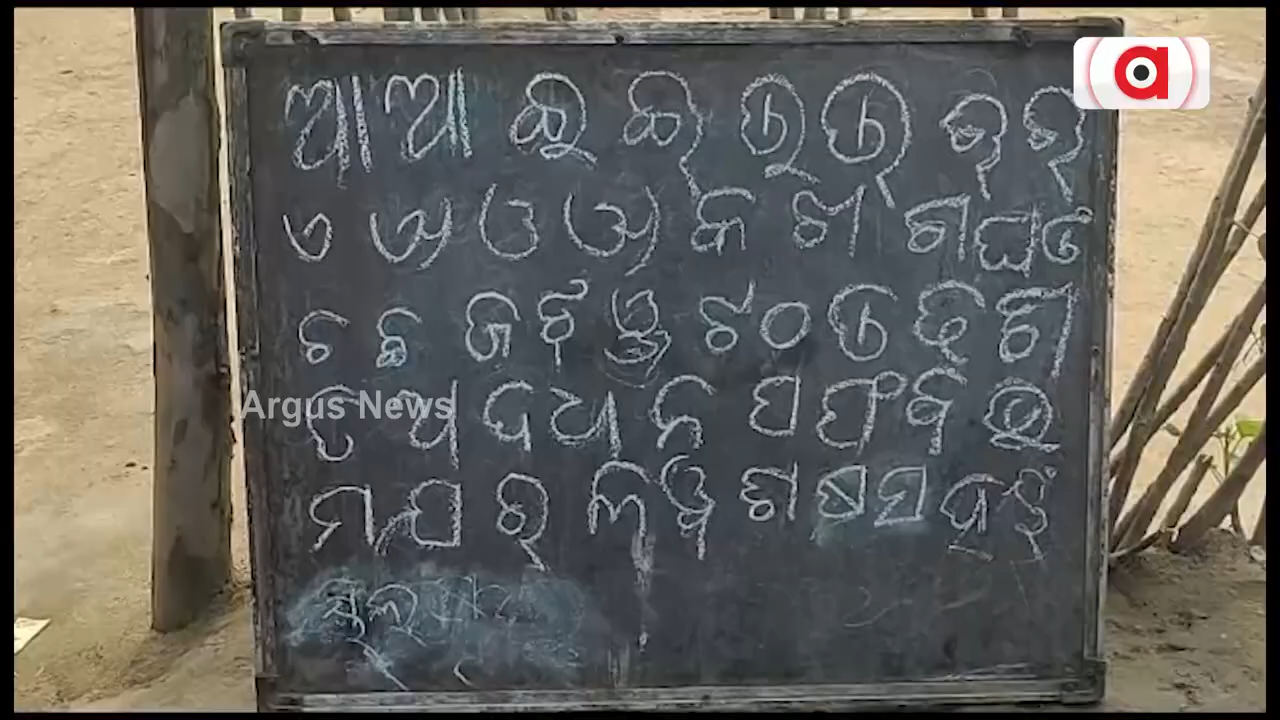 ଆ ଆ ଇ ଈ ଉ ଊ ଋ ୠ
ଏ ଐ ଓ ଔ କ ଖ ଗ ଘ ଙ
ଚ ଛ ଜ ଝ ଞ ଟ ଠ ଡ ଢ ଣ
Argus News
ତ ଥ ଦ ଧ ନ ପ ଫ ବ ଭ
ମ ଯ ର ଳ ୱ ଶ ଷ ସ ହ